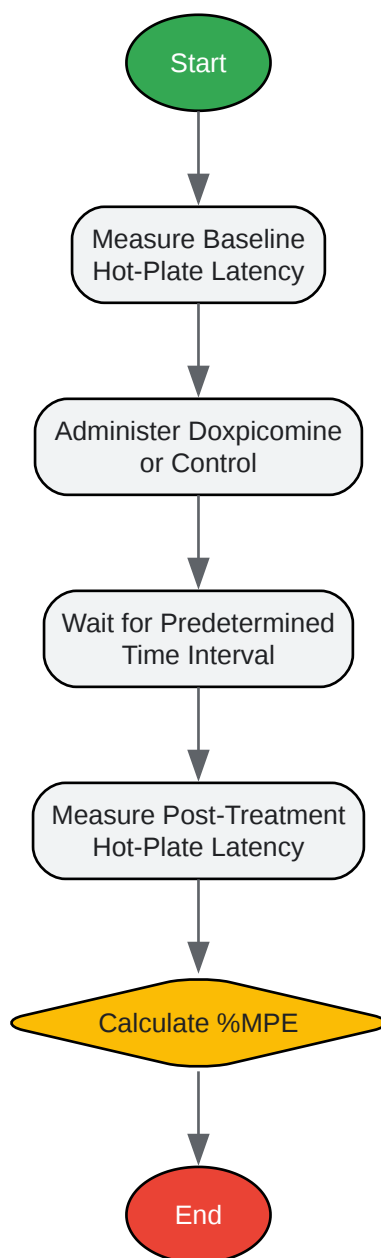 Start
Measure Baseline
Hot-Plate Latency
Administer Doxpicomine
or Control
Wait for Predetermined
Time Interval
Measure Post-Treatment
Hot-Plate Latency
Calculate %MPE
End